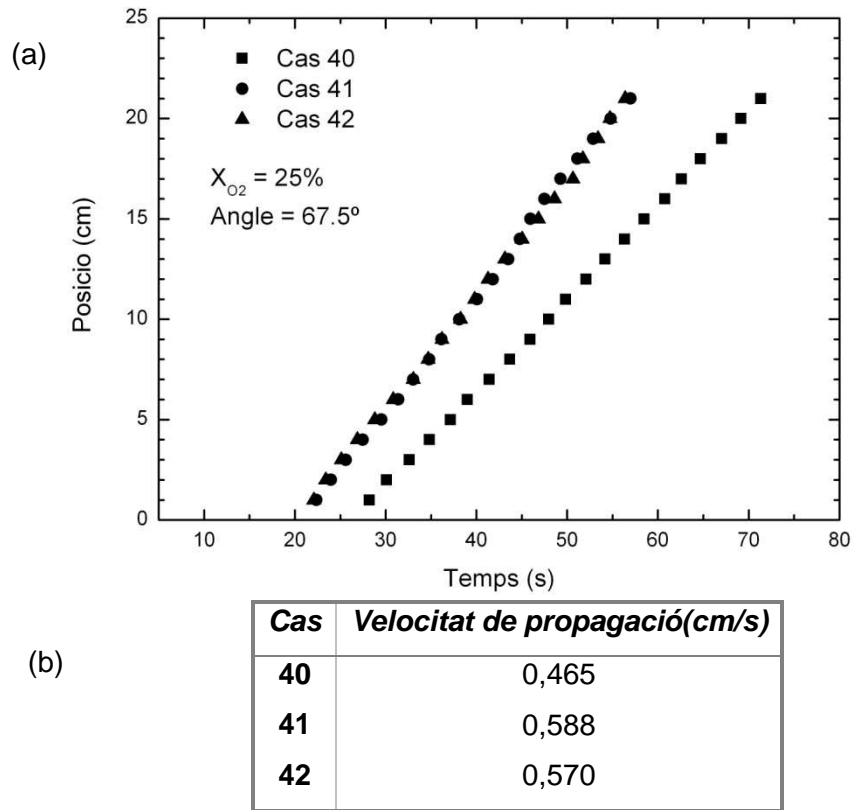 (a)
25
20
15
10
5
0
Posicio (cm)
Cas 40
Cas 41
Cas 42
X_O2 = 25%
Angle = 67.5º
10 20 30 40 50 60 70 80
Temps (s)
(b)
Cas Velocitat de propagació(cm/s)
40 0,465
41 0,588
42 0,570